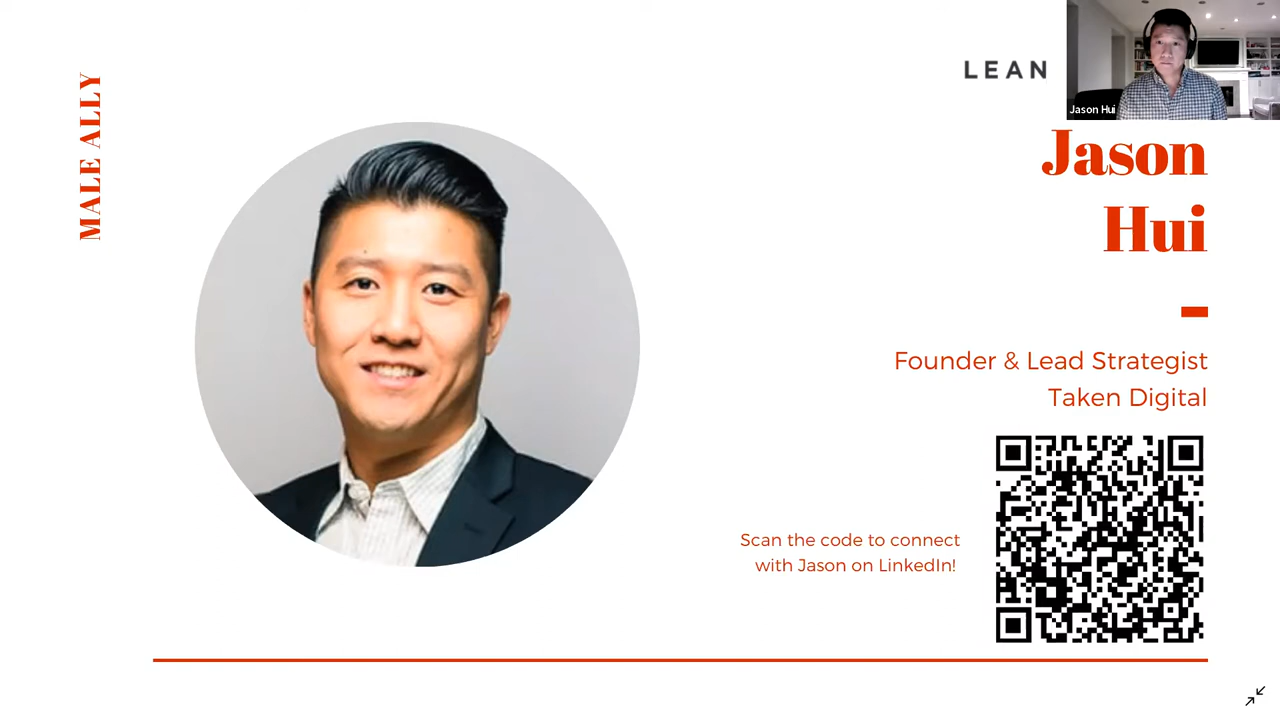 MALE ALLY
LEAN
Jason Hui
Jason
Hui
Founder & Lead Strategist
Taken Digital
Scan the code to connect
with Jason on LinkedIn!